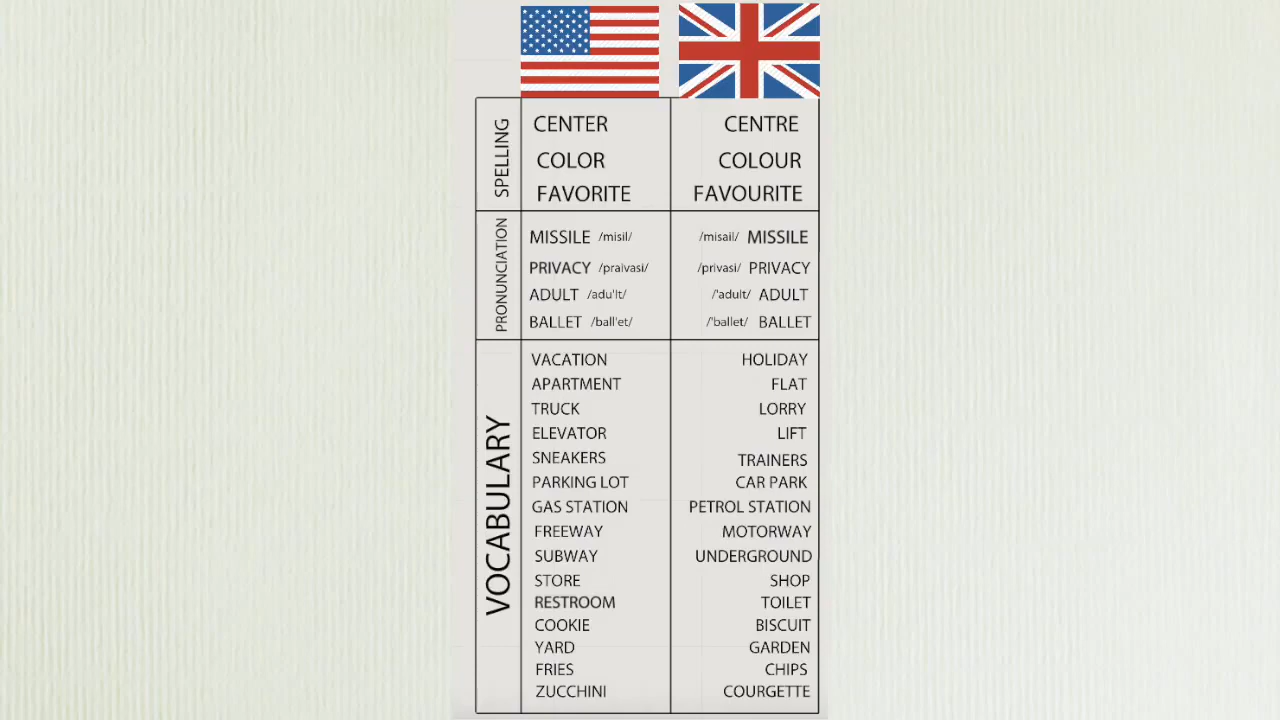 SPELLING
CENTER CENTRE
COLOR COLOUR
FAVORITE FAVOURITE
PRONUNCIATION
MISSILE /misil/ /misail/ MISSILE
PRIVACY /praivasi/ /privasi/ PRIVACY
ADULT /adu'lt/ /'adult/ ADULT
BALLET /ball'et/ /'ballet/ BALLET
VOCABULARY
VACATION HOLIDAY
APARTMENT FLAT
TRUCK LORRY
ELEVATOR LIFT
SNEAKERS TRAINERS
PARKING LOT CAR PARK
GAS STATION PETROL STATION
FREEWAY MOTORWAY
SUBWAY UNDERGROUND
STORE SHOP
RESTROOM TOILET
COOKIE BISCUIT
YARD GARDEN
FRIES CHIPS
ZUCCHINI COURGETTE